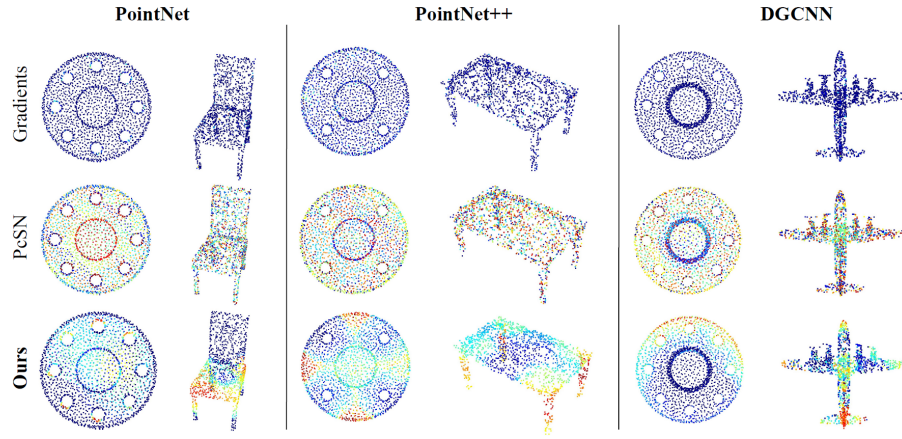 PointNet
PointNet++
DGCNN
Gradients
PcSN
Ours